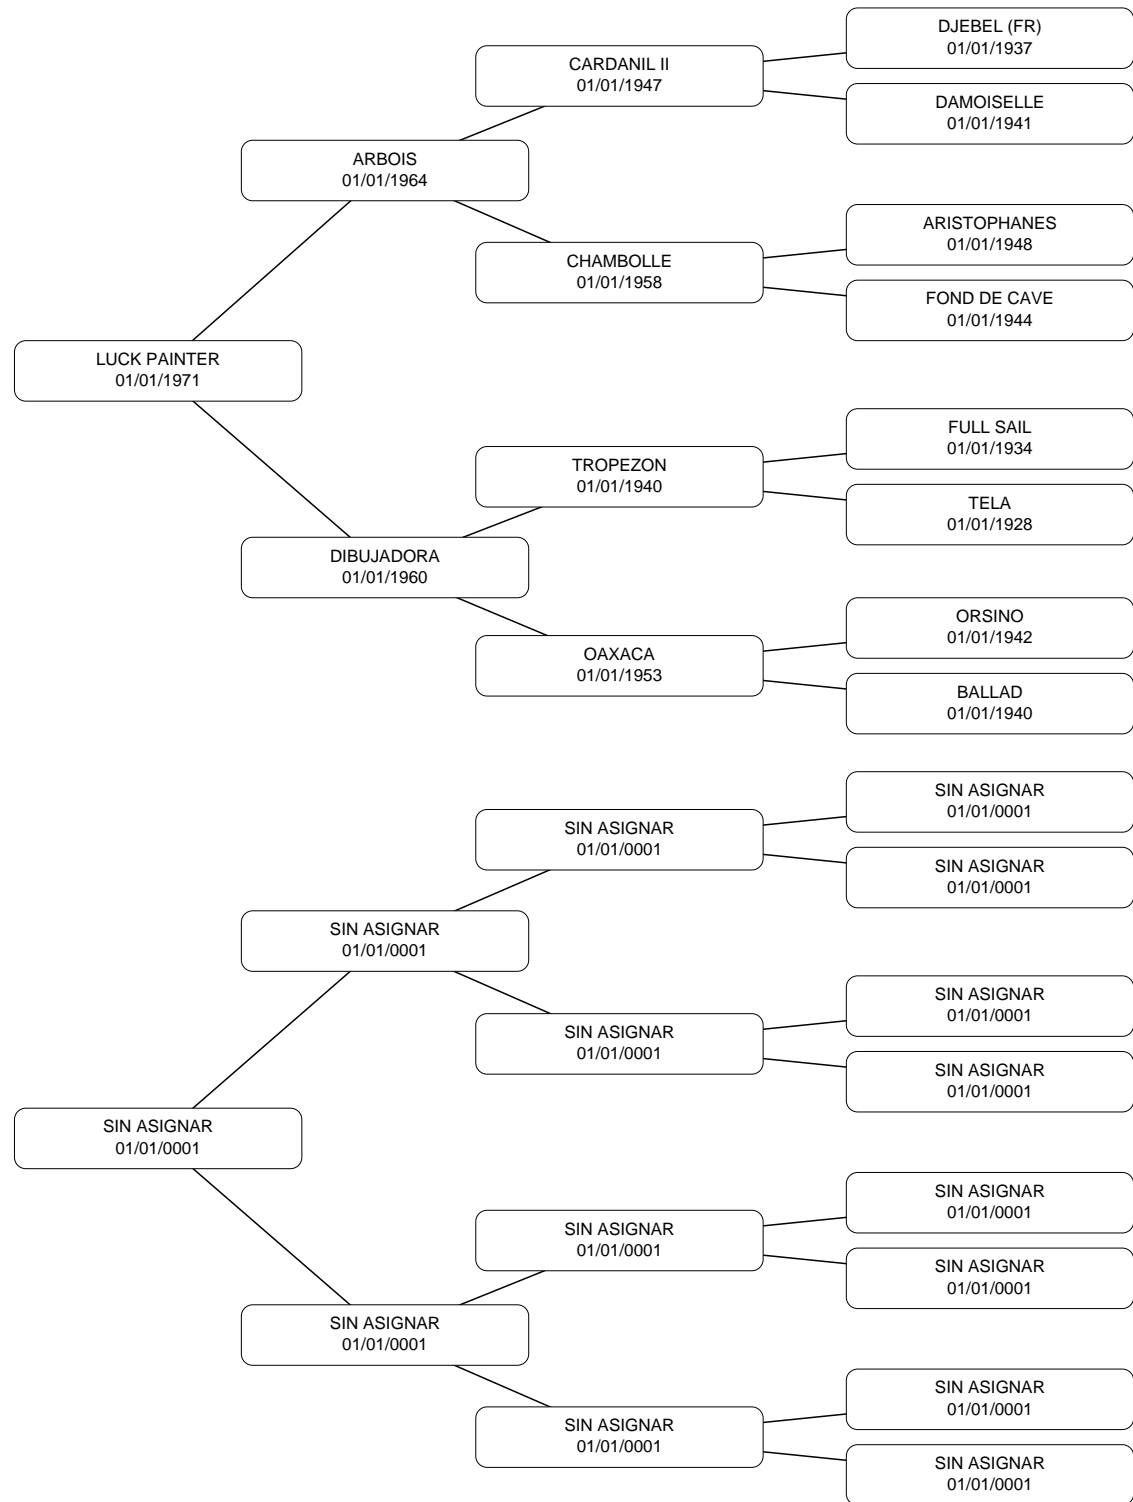 DJEBEL (FR)
01/01/1937
CARDANIL II
01/01/1947
DAMOISELLE
01/01/1941
ARBOIS
01/01/1964
ARISTOPHANES
01/01/1948
CHAMBOLLE
01/01/1958
FOND DE CAVE
01/01/1944
LUCK PAINTER
01/01/1971
FULL SAIL
01/01/1934
TROPEZON
01/01/1940
TELA
01/01/1928
DIBUJADORA
01/01/1960
ORSINO
01/01/1942
OAXACA
01/01/1953
BALLAD
01/01/1940
SIN ASIGNAR
01/01/0001
SIN ASIGNAR
01/01/0001
SIN ASIGNAR
01/01/0001
SIN ASIGNAR
01/01/0001
SIN ASIGNAR
01/01/0001
SIN ASIGNAR
01/01/0001
SIN ASIGNAR
01/01/0001
SIN ASIGNAR
01/01/0001
SIN ASIGNAR
01/01/0001
SIN ASIGNAR
01/01/0001
SIN ASIGNAR
01/01/0001
SIN ASIGNAR
01/01/0001
SIN ASIGNAR
01/01/0001
SIN ASIGNAR
01/01/0001
SIN ASIGNAR
01/01/0001